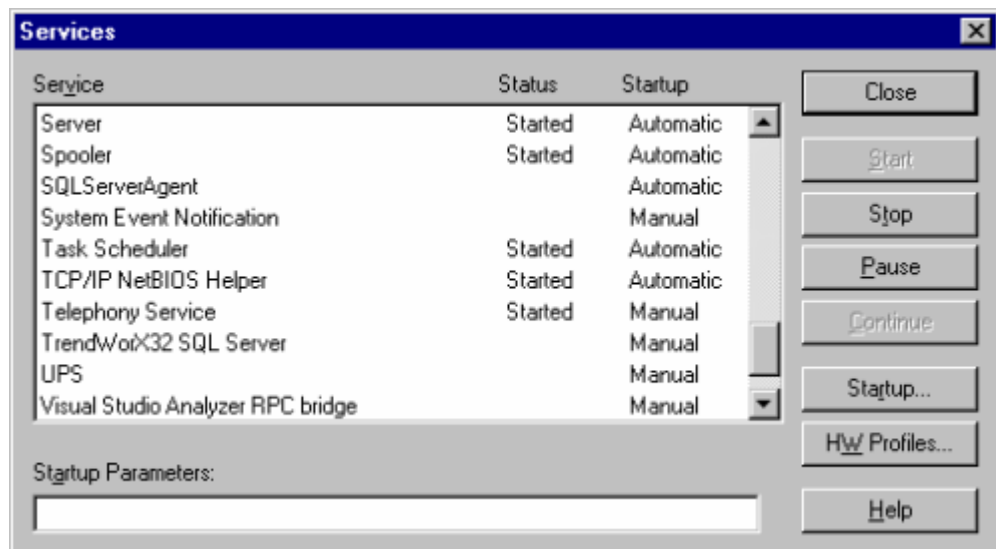 Services
Service Status Startup
Server Started Automatic
Spooler Started Automatic
SQLServerAgent Automatic
System Event Notification Manual
Task Scheduler Started Automatic
TCP/IP NetBIOS Helper Started Automatic
Telephony Service Started Manual
TrendWorX32 SQL Server Manual
UPS Manual
Visual Studio Analyzer RPC bridge Manual
Startup Parameters:
Close
Start
Stop
Pause
Continue
Startup...
HW Profiles...
Help